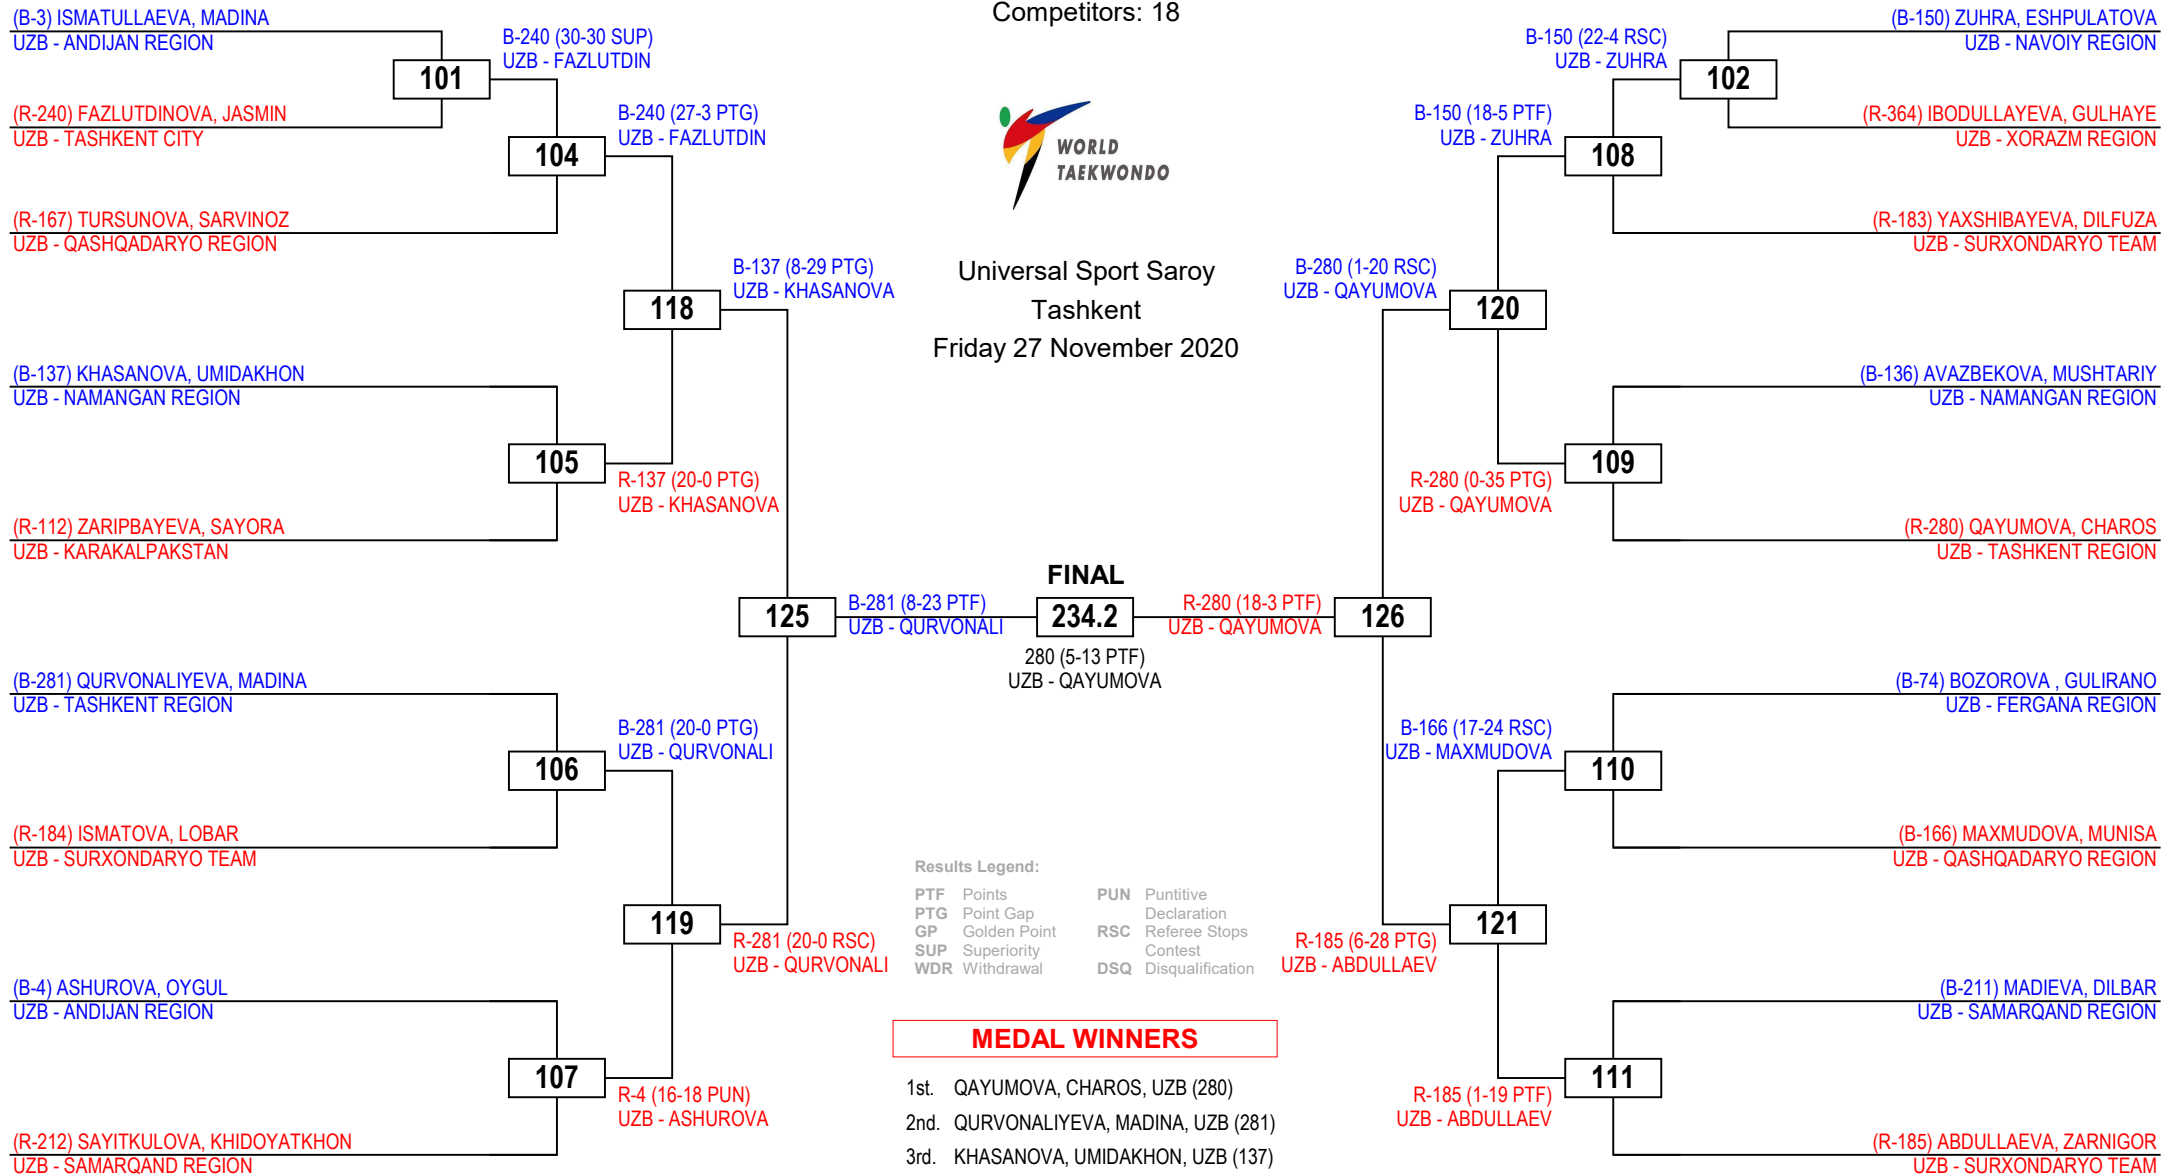 Competitors: 18
WORLD
TAEKWONDO
Universal Sport Saroy
Tashkent
Friday 27 November 2020
(B-3) ISMATULLAEVA, MADINA
UZB - ANDIJAN REGION
101
(R-240) FAZLUTDINOVA, JASMIN
UZB - TASHKENT CITY
B-240 (30-30 SUP)
UZB - FAZLUTDIN
104
(R-167) TURSUNOVA, SARVINOZ
UZB - QASHQADARYO REGION
B-240 (27-3 PTG)
UZB - FAZLUTDIN
118
(B-137) KHASANOVA, UMIDAKHON
UZB - NAMANGAN REGION
105
(R-112) ZARIPBAYEVA, SAYORA
UZB - KARAKALPAKSTAN
R-137 (20-0 PTG)
UZB - KHASANOVA
B-137 (8-29 PTG)
UZB - KHASANOVA
125
(B-281) QURVONALIYEVA, MADINA
UZB - TASHKENT REGION
106
(R-184) ISMATOVA, LOBAR
UZB - SURXONDARYO TEAM
B-281 (20-0 PTG)
UZB - QURVONALI
119
(B-4) ASHUROVA, OYGUL
UZB - ANDIJAN REGION
107
(R-212) SAYITKULOVA, KHIDOYATKHON
UZB - SAMARQAND REGION
R-4 (16-18 PUN)
UZB - ASHUROVA
R-281 (20-0 RSC)
UZB - QURVONALI
B-281 (8-23 PTF)
UZB - QURVONALI
FINAL
234.2
280 (5-13 PTF)
UZB - QAYUMOVA
R-280 (18-3 PTF)
UZB - QAYUMOVA
126
B-280 (1-20 RSC)
UZB - QAYUMOVA
120
B-150 (18-5 PTF)
UZB - ZUHRA
108
B-150 (22-4 RSC)
UZB - ZUHRA
102
(B-150) ZUHRA, ESHPULATOVA
UZB - NAVOIY REGION
(R-364) IBODULLAYEVA, GULHAYE
UZB - XORAZM REGION
(R-183) YAXSHIBAYEVA, DILFUZA
UZB - SURXONDARYO TEAM
(B-136) AVAZBEKOVA, MUSHTARIY
UZB - NAMANGAN REGION
109
R-280 (0-35 PTG)
UZB - QAYUMOVA
(R-280) QAYUMOVA, CHAROS
UZB - TASHKENT REGION
(B-74) BOZOROVA , GULIRANO
UZB - FERGANA REGION
B-166 (17-24 RSC)
UZB - MAXMUDOVA
110
(B-166) MAXMUDOVA, MUNISA
UZB - QASHQADARYO REGION
121
R-185 (6-28 PTG)
UZB - ABDULLAEV
(B-211) MADIEVA, DILBAR
UZB - SAMARQAND REGION
111
R-185 (1-19 PTF)
UZB - ABDULLAEV
(R-185) ABDULLAEVA, ZARNIGOR
UZB - SURXONDARYO TEAM
Results Legend:
PTF Points
PTG Point Gap
GP Golden Point
SUP Superiority
WDR Withdrawal
PUN Puntitive
Declaration
RSC Referee Stops
Contest
DSQ Disqualification
MEDAL WINNERS
1st. QAYUMOVA, CHAROS, UZB (280)
2nd. QURVONALIYEVA, MADINA, UZB (281)
3rd. KHASANOVA, UMIDAKHON, UZB (137)